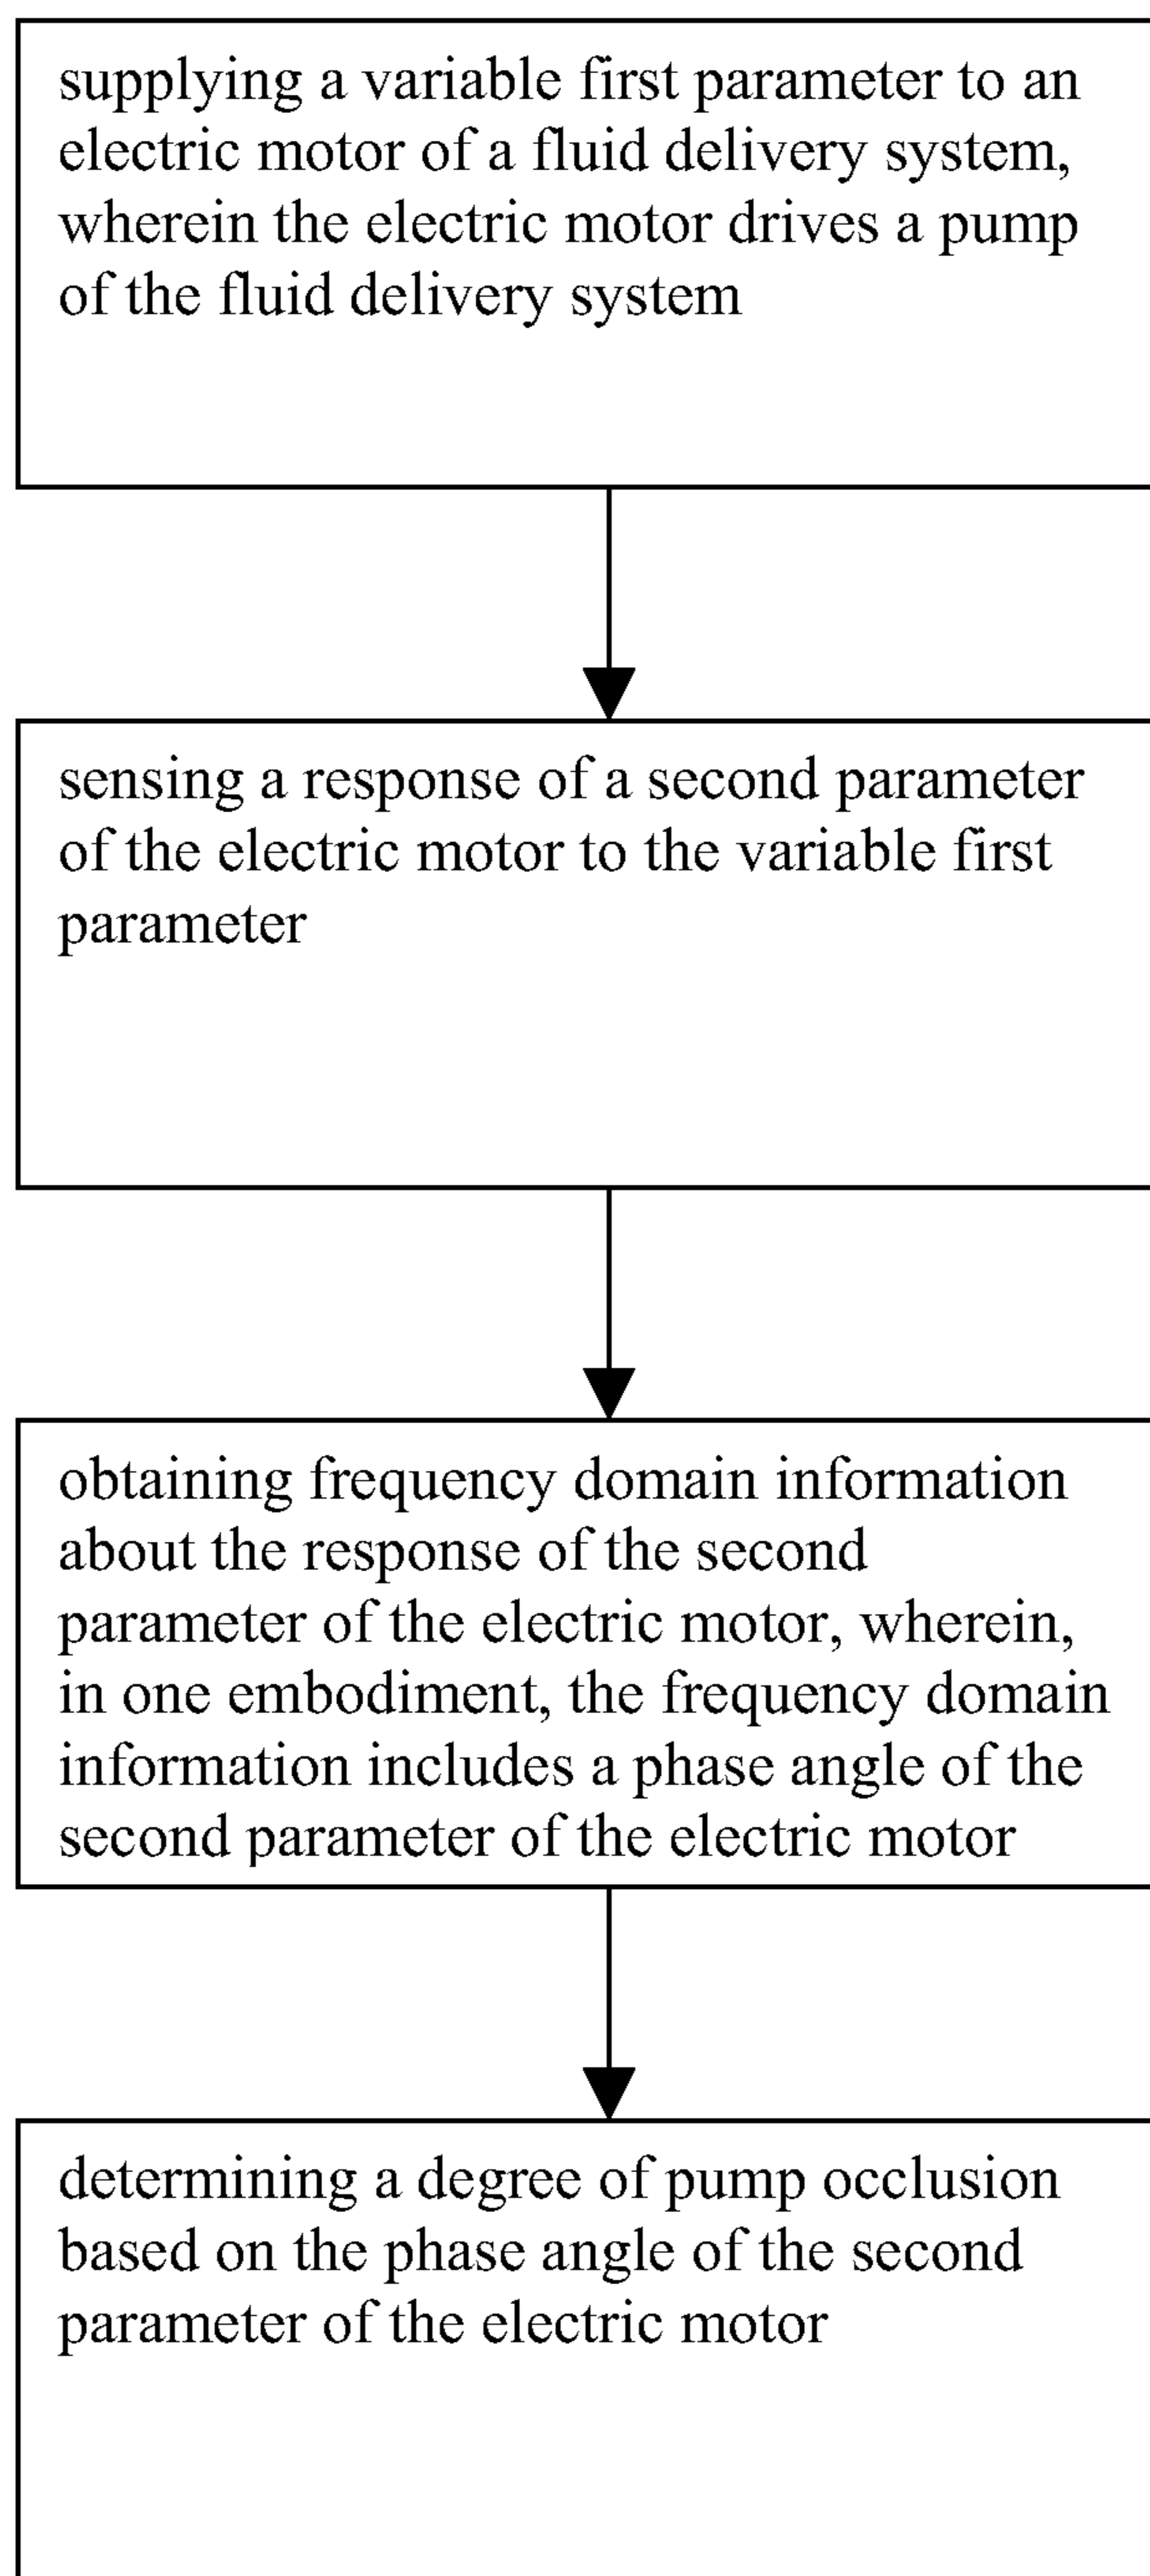 supplying a variable first parameter to an
electric motor of a fluid delivery system,
wherein the electric motor drives a pump
of the fluid delivery system
sensing a response of a second parameter
of the electric motor to the variable first
parameter
obtaining frequency domain information
about the response of the second
parameter of the electric motor, wherein,
in one embodiment, the frequency domain
information includes a phase angle of the
second parameter of the electric motor
determining a degree of pump occlusion
based on the phase angle of the second
parameter of the electric motor